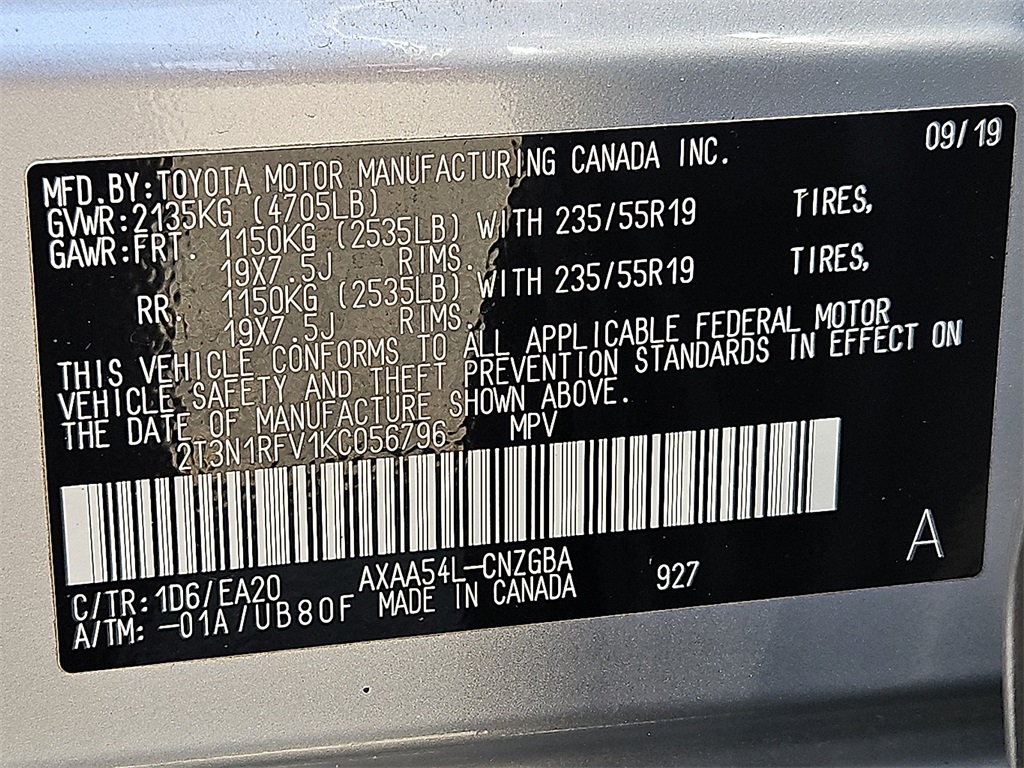 09/19
MFD.BY:TOYOTA MOTOR MANUFACTURING CANADA INC.
GVWR:2135KG (4705LB)
GAWR:FRT. 1150KG (2535LB) WITH 235/55R19 TIRES,
19X7.5J RIMS.
RR. 1150KG (2535LB) WITH 235/55R19 TIRES,
19X7.5J RIMS.
THIS VEHICLE CONFORMS TO ALL APPLICABLE FEDERAL MOTOR
VEHICLE SAFETY AND THEFT PREVENTION STANDARDS IN EFFECT ON
THE DATE OF MANUFACTURE SHOWN ABOVE.
2T3N1RFV1KC056796 MPV
C/TR:1D6/EA20 AXAA54L-CNZGBA 927 A
A/TM:-01A/UB80F MADE IN CANADA